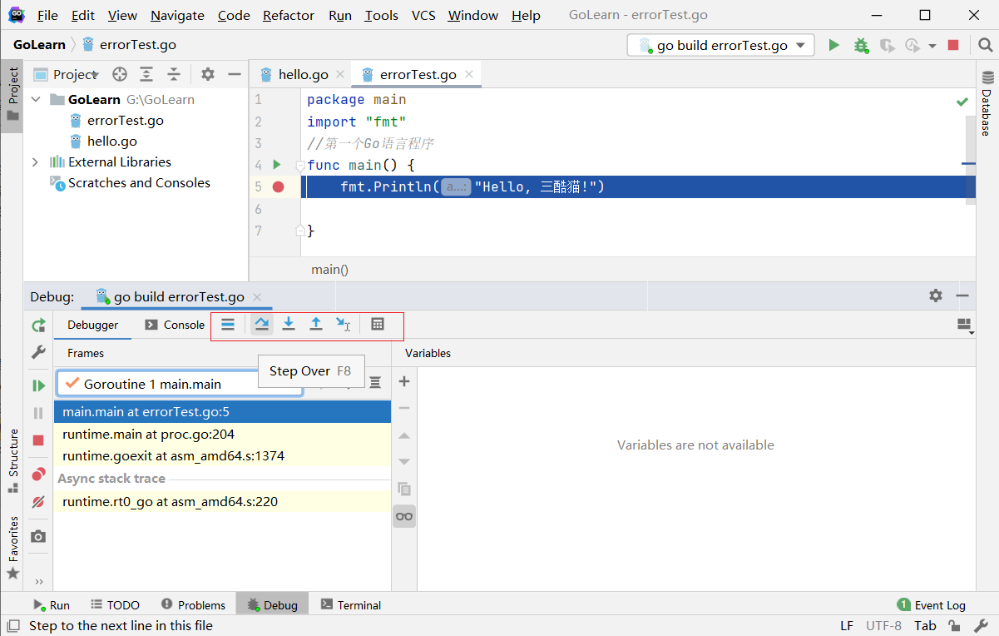 File Edit View Navigate Code Refactor Run Tools VCS Window Help GoLearn - errorTest.go
GoLearn errorTest.go
go build errorTest.go
Project
Project
GoLearn G:\GoLearn
errorTest.go
hello.go
External Libraries
Scratches and Consoles
hello.go
errorTest.go
1 package main
2 import "fmt"
3 //第一个Go语言程序
4 func main() {
5 fmt.Println( a...: "Hello, 三酷猫!")
6
7 }
main()
Database
Debug: go build errorTest.go
Debugger Console
Frames
Step Over F8
Goroutine 1 main.main
main.main at errorTest.go:5
runtime.main at proc.go:204
runtime.goexit at asm_amd64.s:1374
Async stack trace
runtime.rt0_go at asm_amd64.s:220
Variables
Variables are not available
Structure
Favorites
Run TODO Problems Debug Terminal 1 Event Log
Step to the next line in this file LF UTF-8 Tab